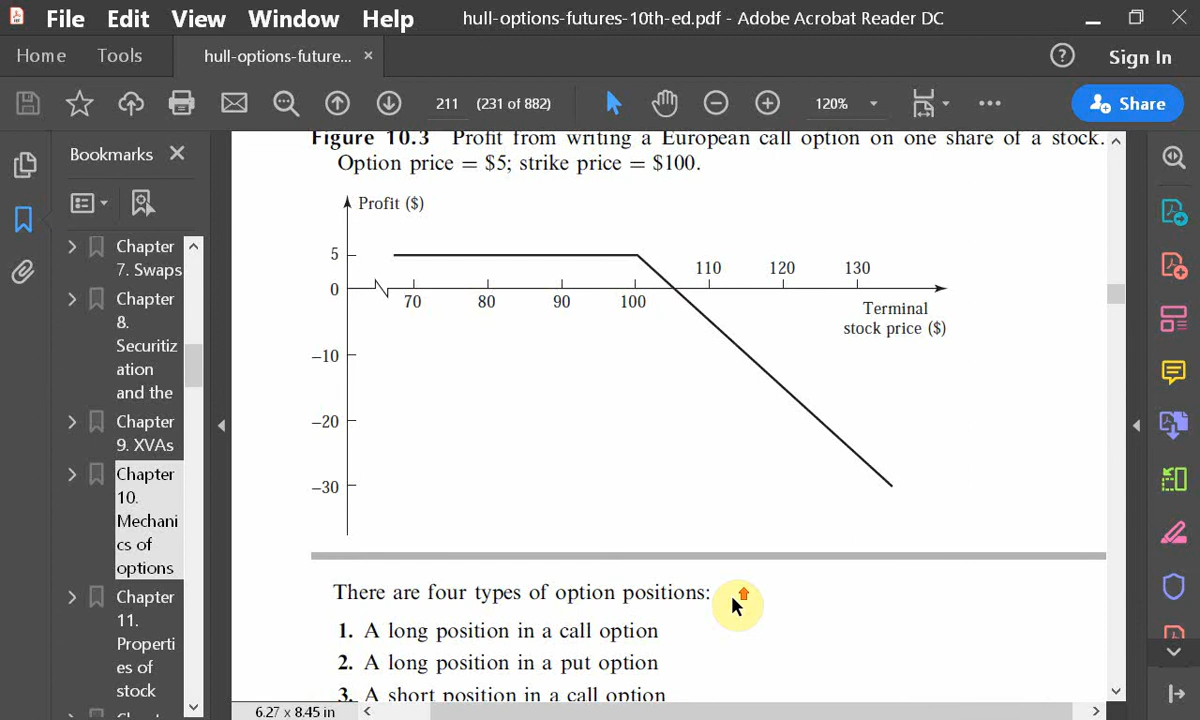 File Edit View Window Help
hull-options-futures-10th-ed.pdf - Adobe Acrobat Reader DC
Home Tools
hull-options-future... ×
Sign In
211 (231 of 882)
120%
Share
Bookmarks
Chapter
7. Swaps
Chapter
8.
Securitiz
ation
and the
Chapter
9. XVAs
Chapter
10.
Mechani
cs of
options
Chapter
11.
Properti
es of
stock
6.27 x 8.45 in
Figure 10.3 Profit from writing a European call option on one share of a stock.
Option price = $5; strike price = $100.
Profit ($)
5
0
-10
-20
-30
70 80 90 100
110 120 130
Terminal
stock price ($)
There are four types of option positions:
1. A long position in a call option
2. A long position in a put option
3. A short position in a call option